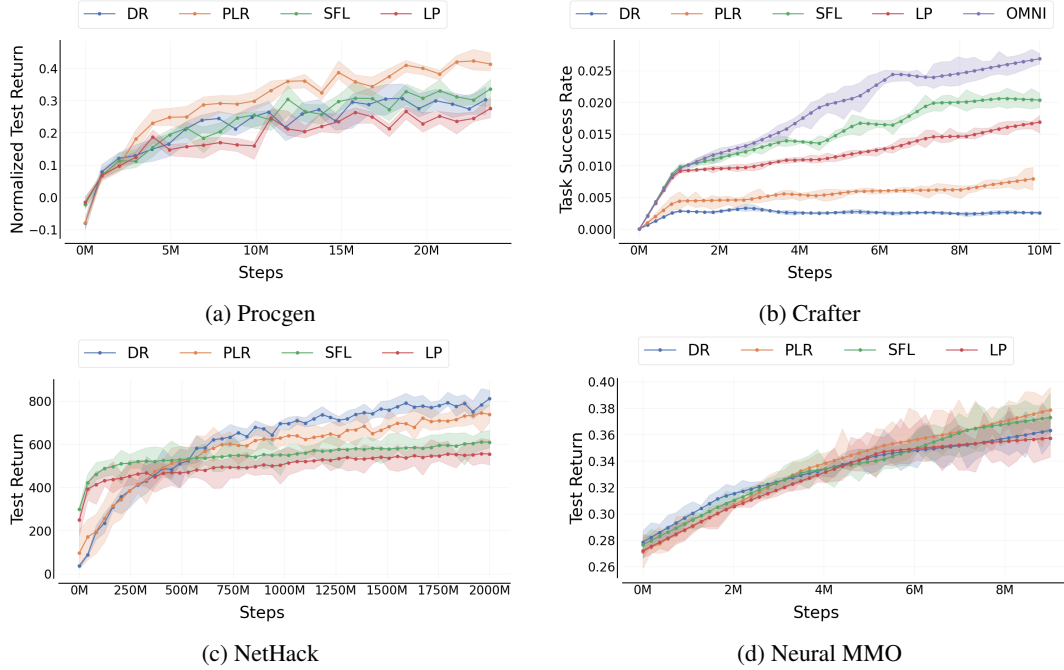 DR PLR SFL LP
Normalized Test Return
0.4
0.3
0.2
0.1
0.0
−0.1
0M 5M 10M 15M 20M
Steps
(a) Procgen
DR PLR SFL LP OMNI
Task Success Rate
0.025
0.020
0.015
0.010
0.005
0.000
0M 2M 4M 6M 8M 10M
Steps
(b) Crafter
DR PLR SFL LP
Test Return
800
600
400
200
0
0M 250M 500M 750M 1000M 1250M 1500M 1750M 2000M
Steps
(c) NetHack
DR PLR SFL LP
Test Return
0.40
0.38
0.36
0.34
0.32
0.30
0.28
0.26
0M 2M 4M 6M 8M
Steps
(d) Neural MMO